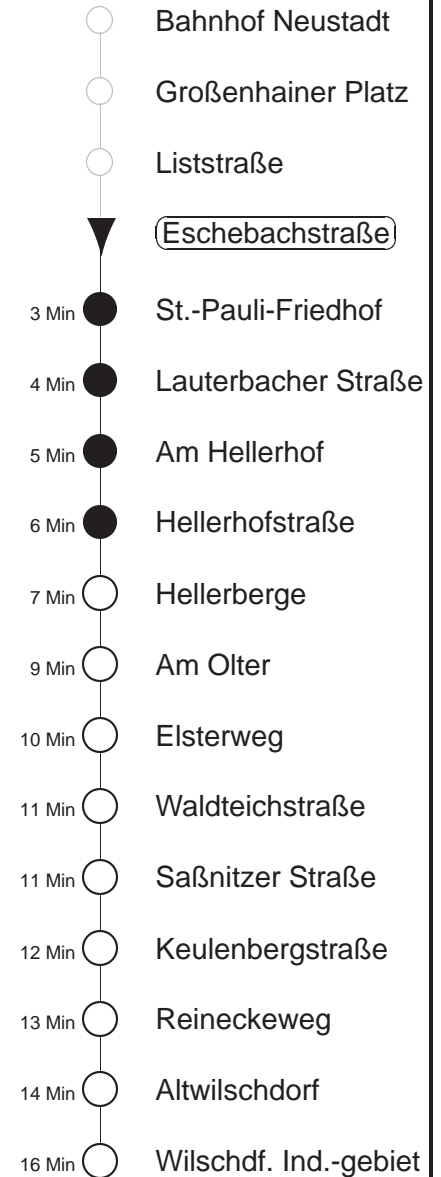 Bahnhof Neustadt
Großenhainer Platz
Liststraße
Eschebachstraße
3 Min St.-Pauli-Friedhof
4 Min Lauterbacher Straße
5 Min Am Hellerhof
6 Min Hellerhofstraße
7 Min Hellerberge
9 Min Am Olter
10 Min Elsterweg
11 Min Waldteichstraße
11 Min Saßnitzer Straße
12 Min Keulenbergstraße
13 Min Reineckeweg
14 Min Altwilschdorf
16 Min Wilschdf. Ind.-gebiet